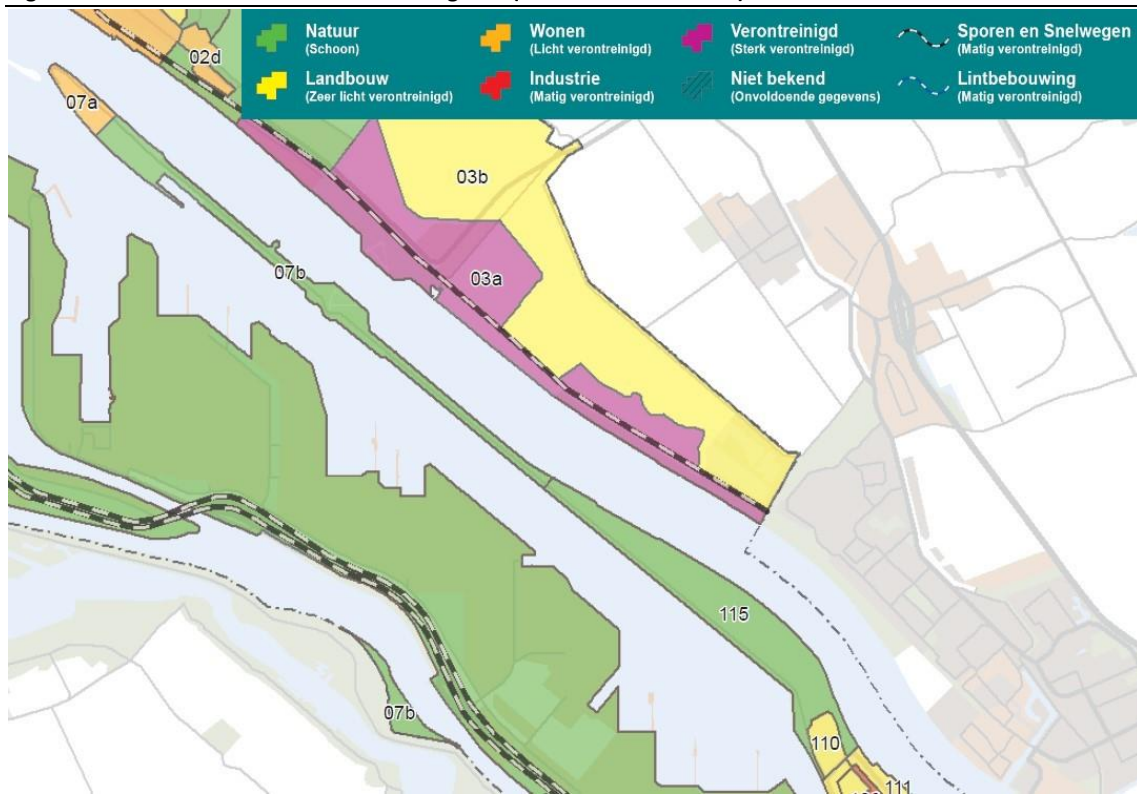 Natuur
(Schoon)
Wonen
(Licht verontreinigd)
Verontreinigd
(Sterk verontreinigd)
Sporen en Snelwegen
(Matig verontreinigd)
Landbouw
(Zeer licht verontreinigd)
Industrie
(Matig verontreinigd)
Niet bekend
(Onvoldoende gegevens)
Lintbebouwing
(Matig verontreinigd)
02d
07a
03b
07b
03a
115
07b
110
111